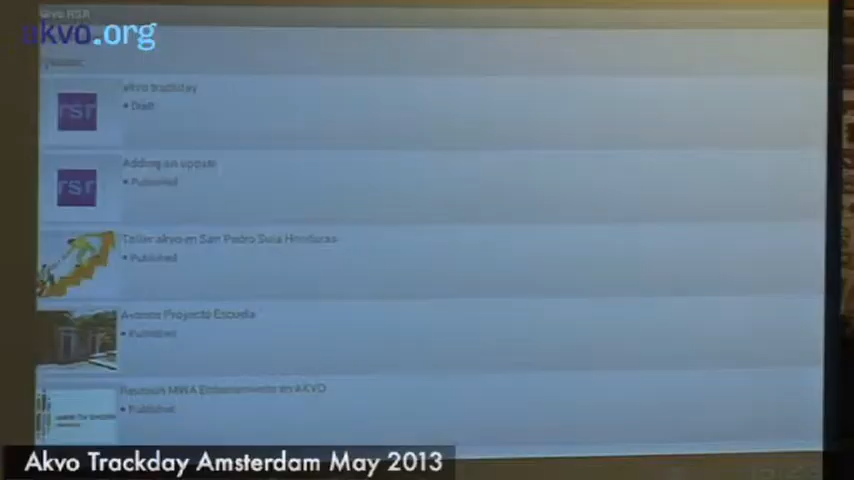 Akvo RSR
akvo.org
Updates
akvo trackday
• Draft
rsr
Adding an update
• Published
rsr
Taller akvo en San Pedro Sula Honduras
• Published
Avance Proyecto Escuela
• Published
Reunion MWA Entrenamiento en AKVO
• Published
Akvo Trackday Amsterdam May 2013